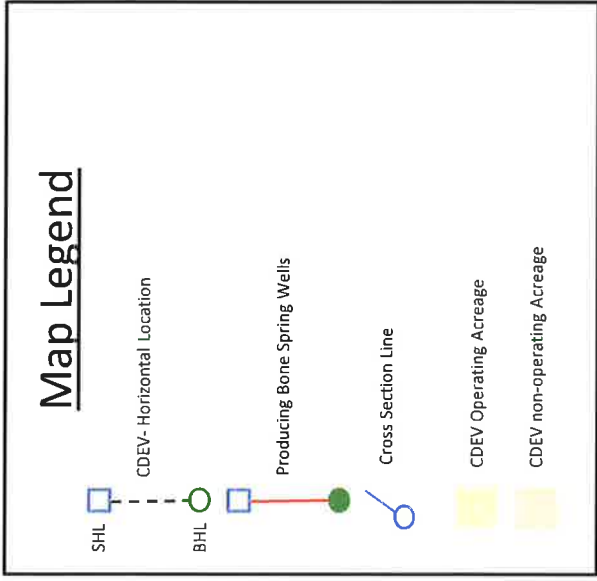 Map Legend
SHL
CDEV- Horizontal Location
BHL
Producing Bone Spring Wells
Cross Section Line
CDEV Operating Acreage
CDEV non-operating Acreage